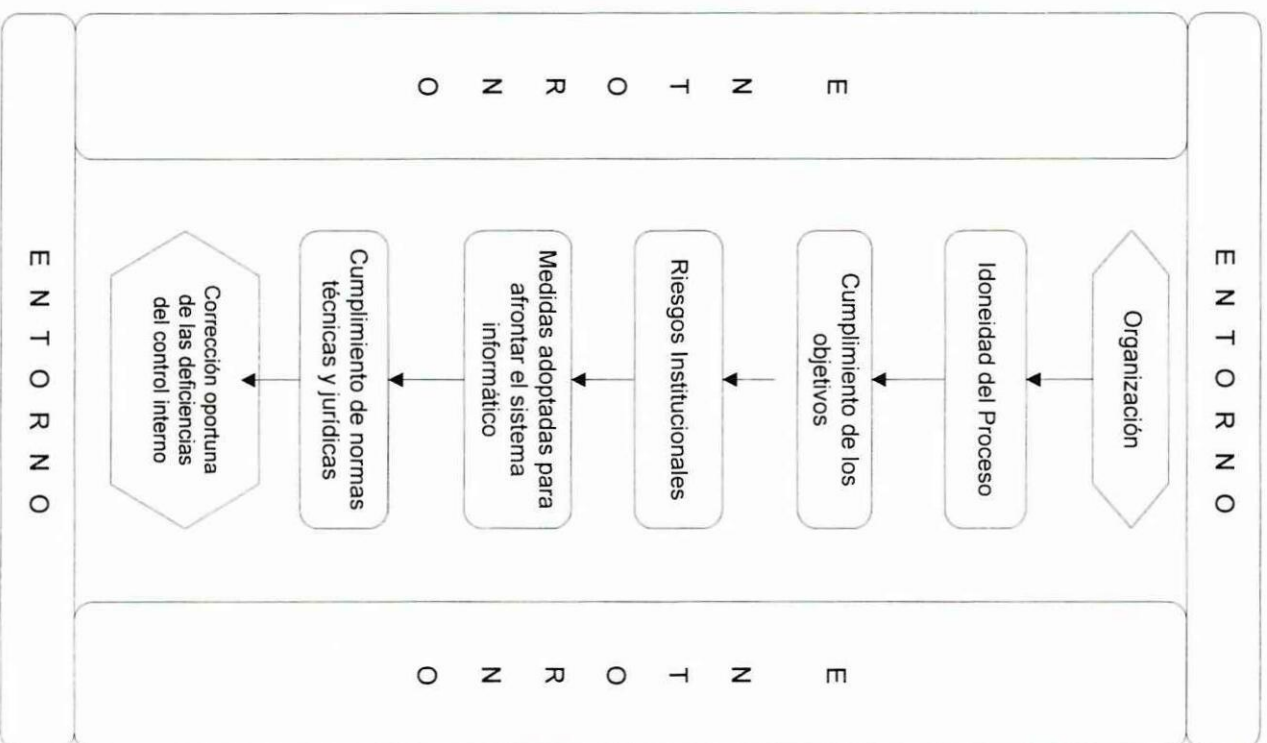 E N T O R N O
E N T O R N O
Organización
Idoneidad del Proceso
Cumplimiento de los
objetivos
Riesgos Institucionales
Medidas adoptadas para
afrontar el sistema
informático
Cumplimiento de normas
técnicas y jurídicas
Corrección oportuna
de las deficiencias
del control interno
E N T O R N O
E N T O R N O